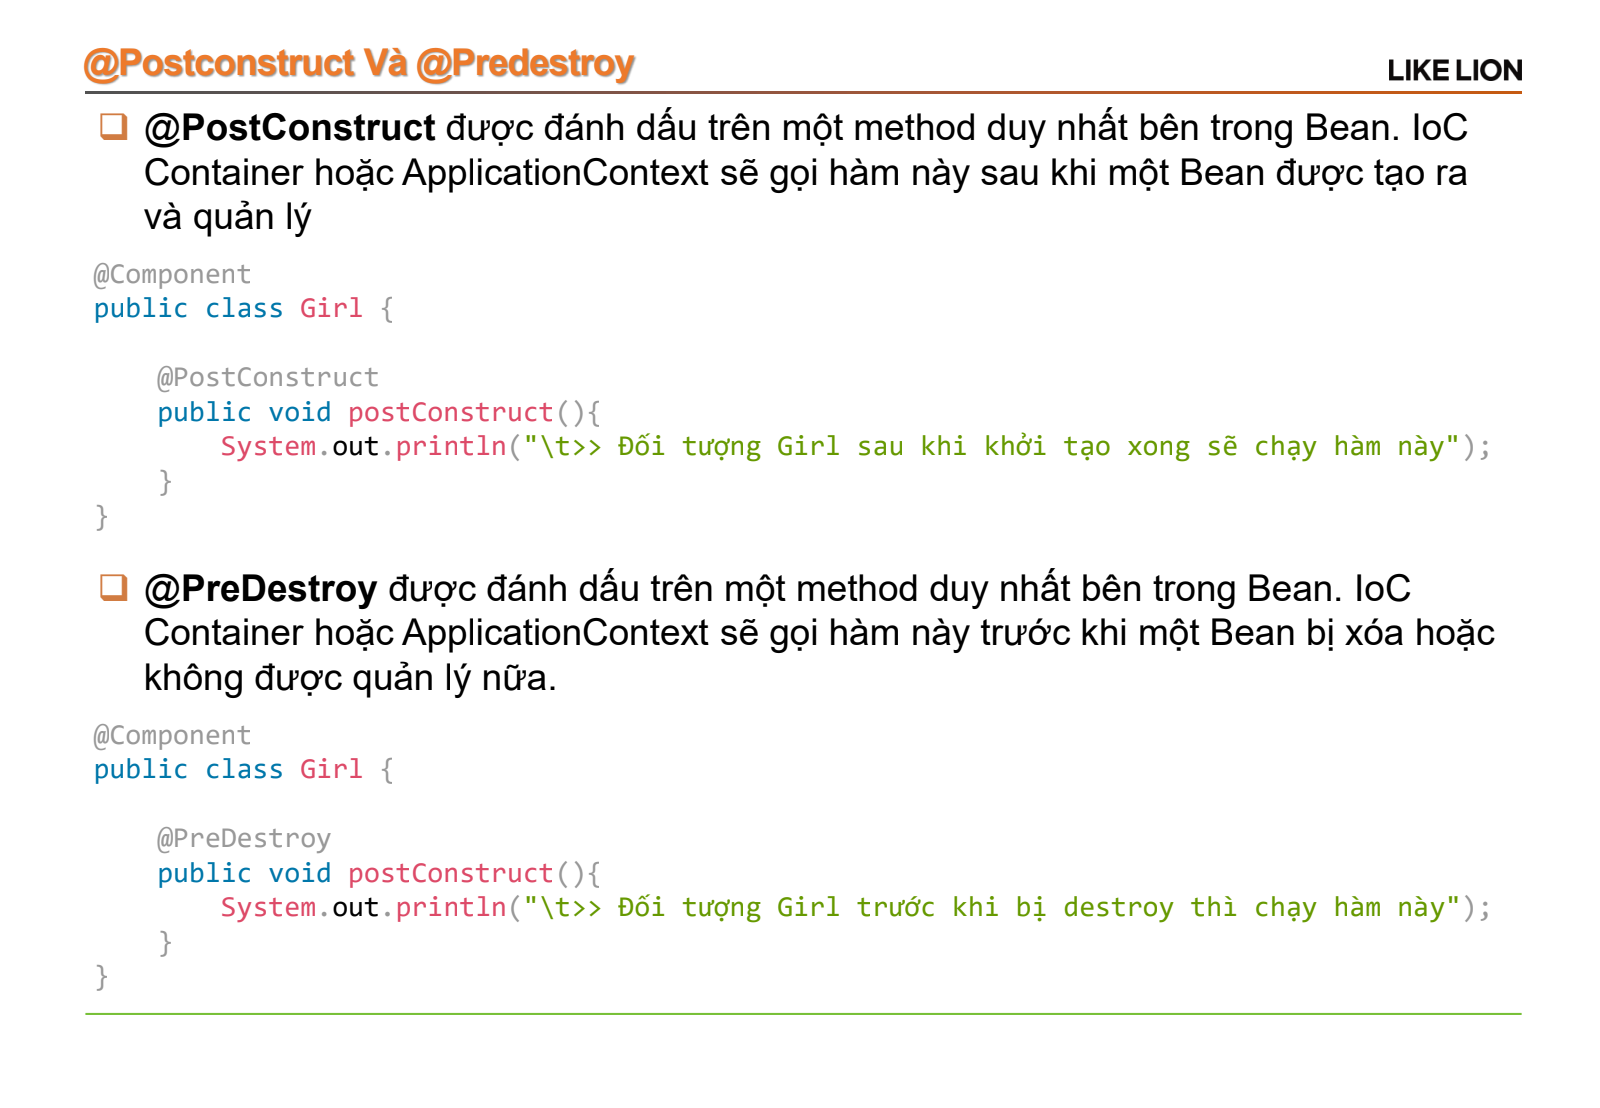 @Postconstruct Và @Predestroy
LIKE LION
@PostConstruct được đánh dấu trên một method duy nhất bên trong Bean. IoC
Container hoặc ApplicationContext sẽ gọi hàm này sau khi một Bean được tạo ra
và quản lý
@Component
public class Girl {
@PostConstruct
public void postConstruct(){
System.out.println("\t>> Đối tượng Girl sau khi khởi tạo xong sẽ chạy hàm này");
}
}
@PreDestroy được đánh dấu trên một method duy nhất bên trong Bean. IoC
Container hoặc ApplicationContext sẽ gọi hàm này trước khi một Bean bị xóa hoặc
không được quản lý nữa.
@Component
public class Girl {
@PreDestroy
public void postConstruct(){
System.out.println("\t>> Đối tượng Girl trước khi bị destroy thì chạy hàm này");
}
}